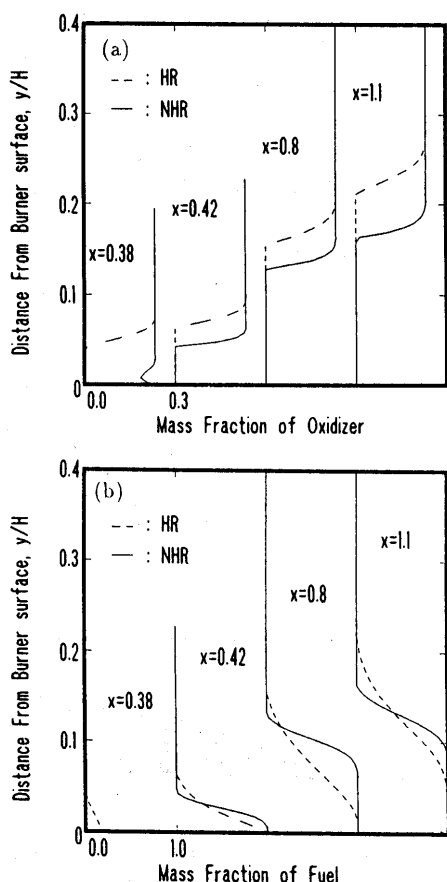 (a)
0.4
- - - : HR
—— : NHR
x=1.1
0.3
x=0.8
0.2
x=0.42
x=0.38
0.1
0
0.0
0.3
Distance From Burner surface, y/H
Mass Fraction of Oxidizer
(b)
0.4
- - - : HR
—— : NHR
x=1.1
0.3
x=0.8
0.2
x=0.42
x=0.38
0.1
0
0.0
1.0
Distance From Burner surface, y/H
Mass Fraction of Fuel